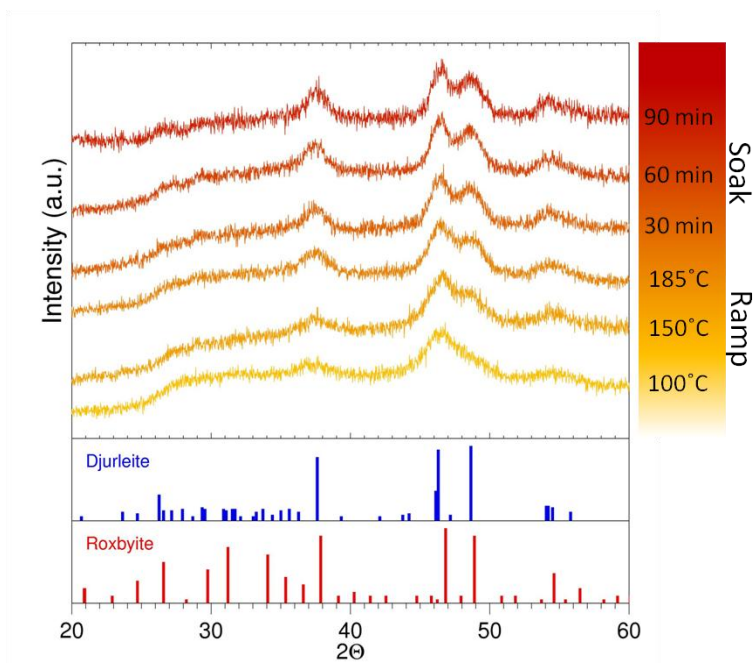 Intensity (a.u.)
90 min
60 min
30 min
185°C
150°C
100°C
Soak
Ramp
Djurleite
Roxbyite
20 30 40 50 60
2Θ